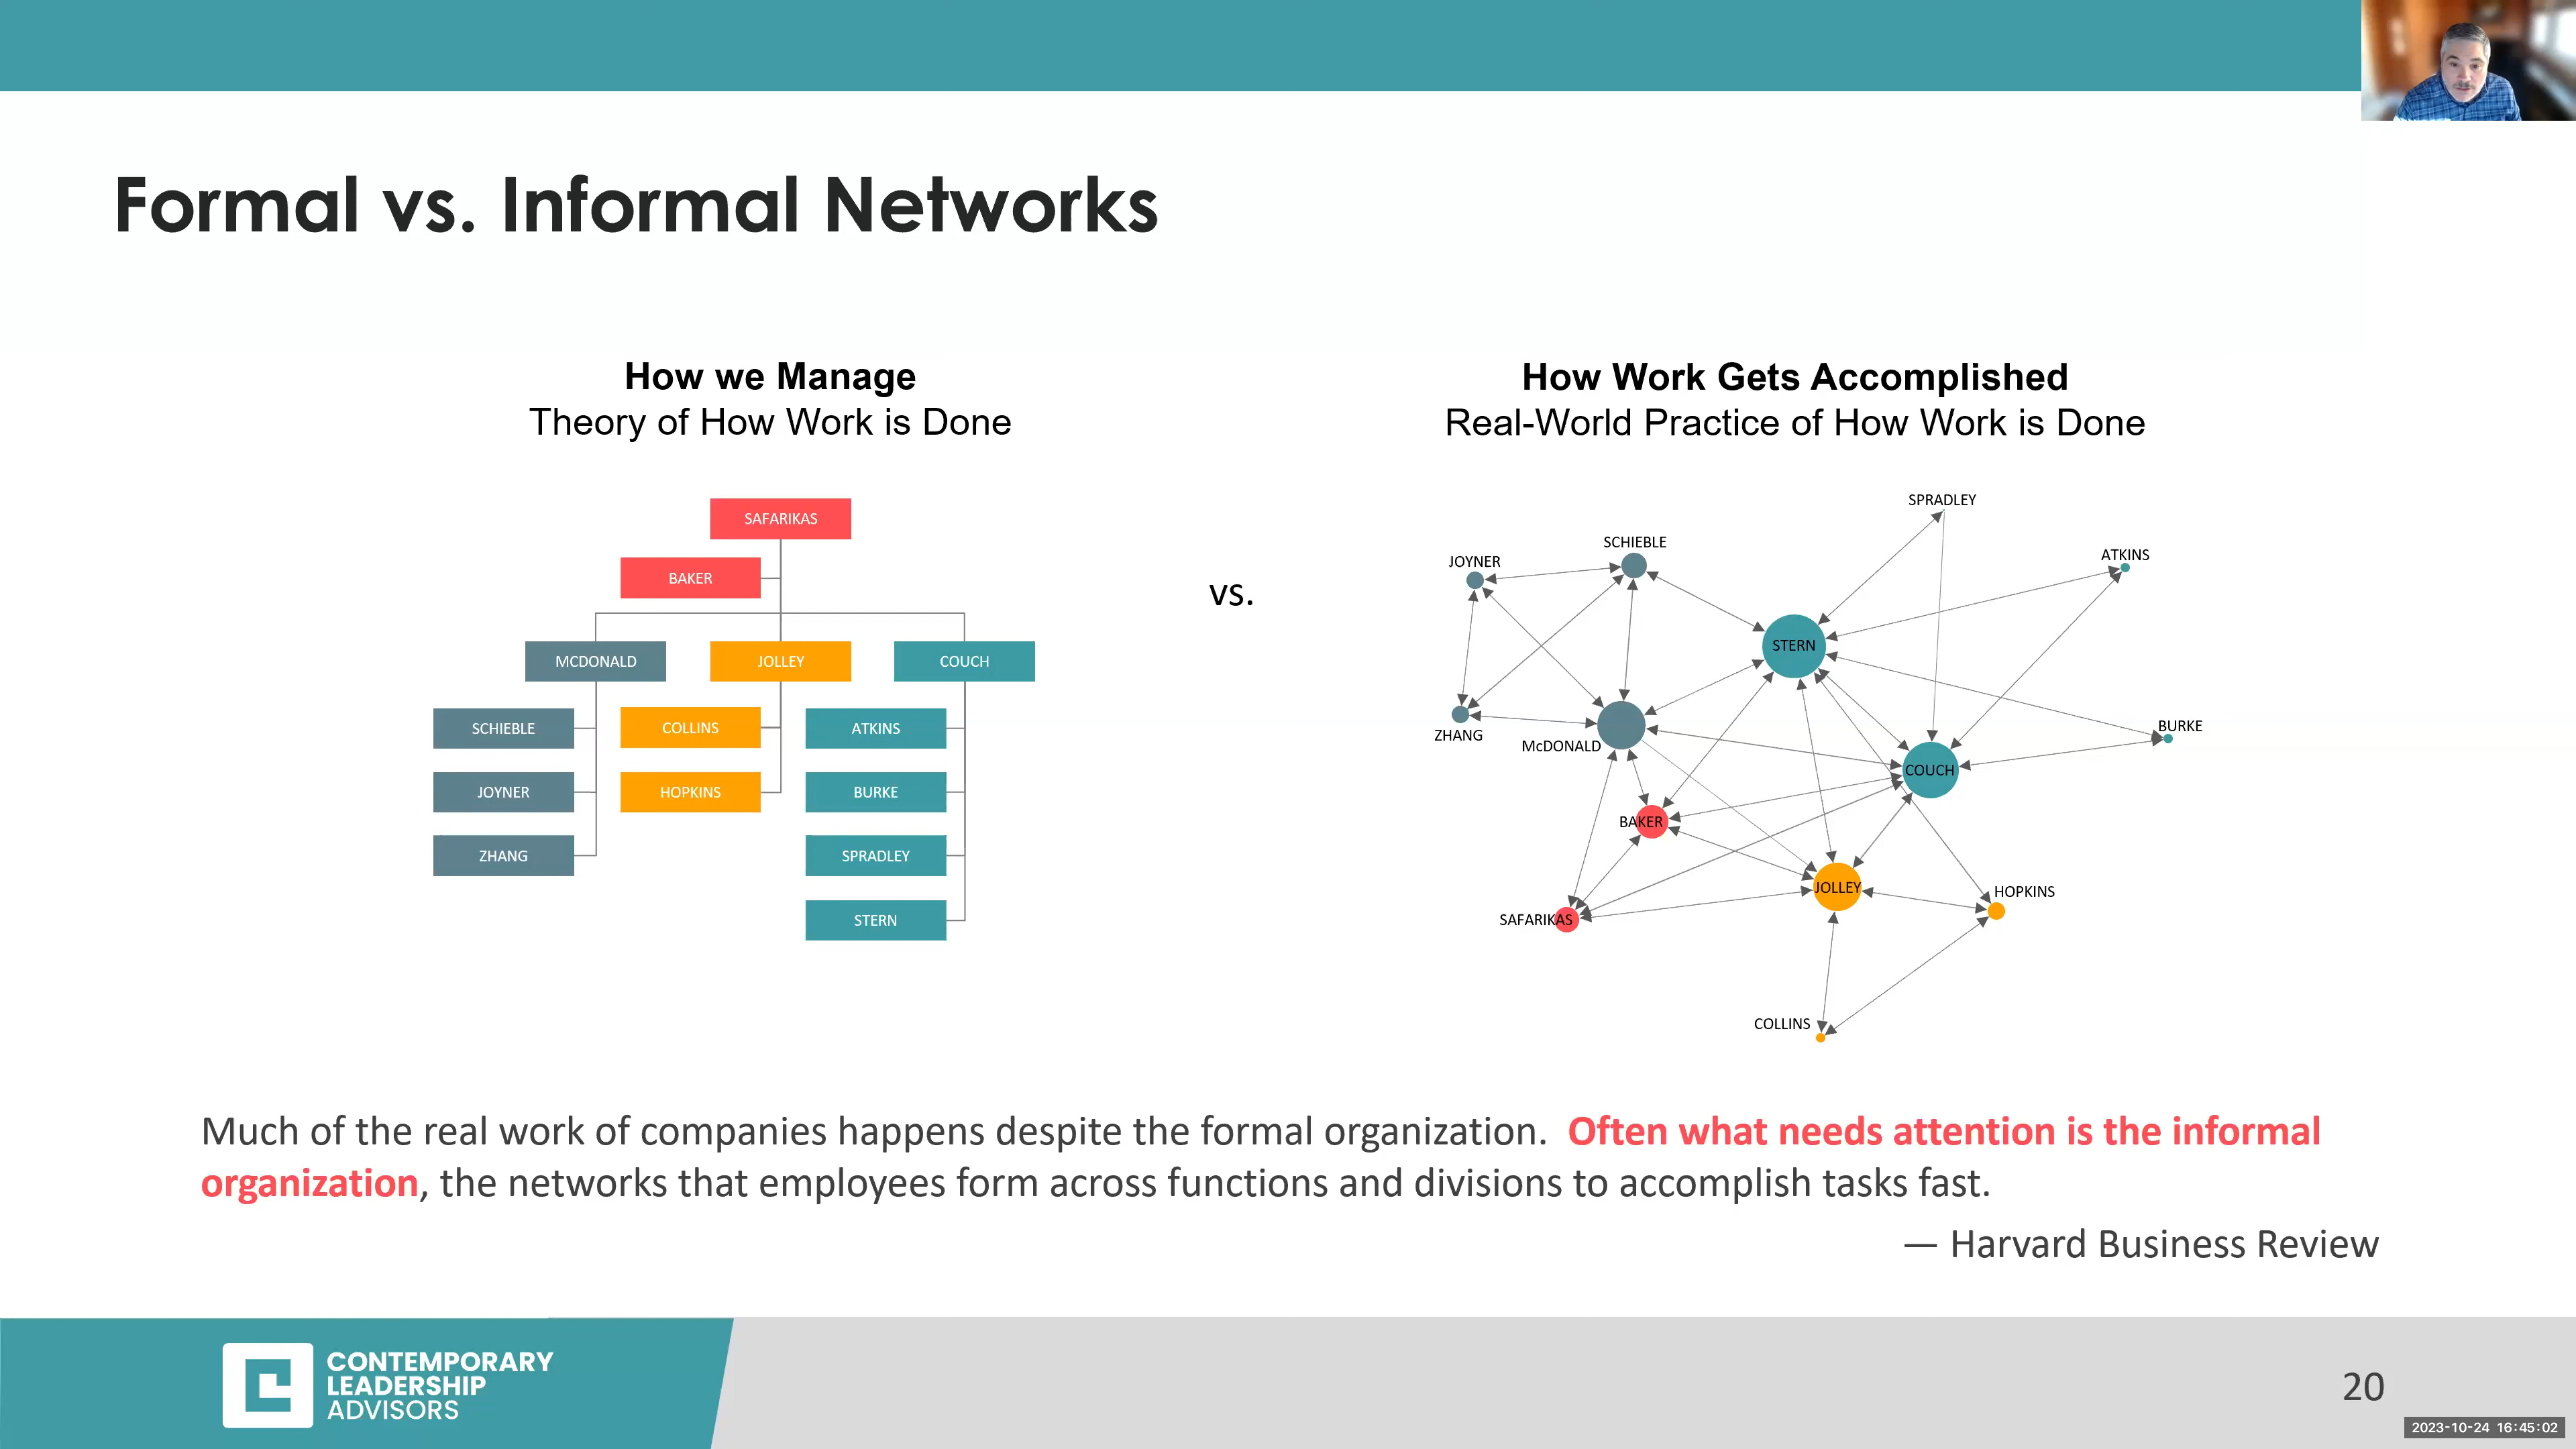 Formal vs. Informal Networks
How we Manage
Theory of How Work is Done
SAFARIKAS
BAKER
MCDONALD
JOLLEY
COUCH
SCHIEBLE
COLLINS
ATKINS
JOYNER
HOPKINS
BURKE
ZHANG
SPRADLEY
STERN
vs.
How Work Gets Accomplished
Real-World Practice of How Work is Done
SPRADLEY
SCHIEBLE
ATKINS
JOYNER
STERN
BURKE
ZHANG
McDONALD
COUCH
BAKER
JOLLEY
HOPKINS
SAFARIKAS
COLLINS
Much of the real work of companies happens despite the formal organization. Often what needs attention is the informal
organization, the networks that employees form across functions and divisions to accomplish tasks fast.
— Harvard Business Review
CONTEMPORARY
LEADERSHIP
ADVISORS
20
2023-10-24 16:45:02